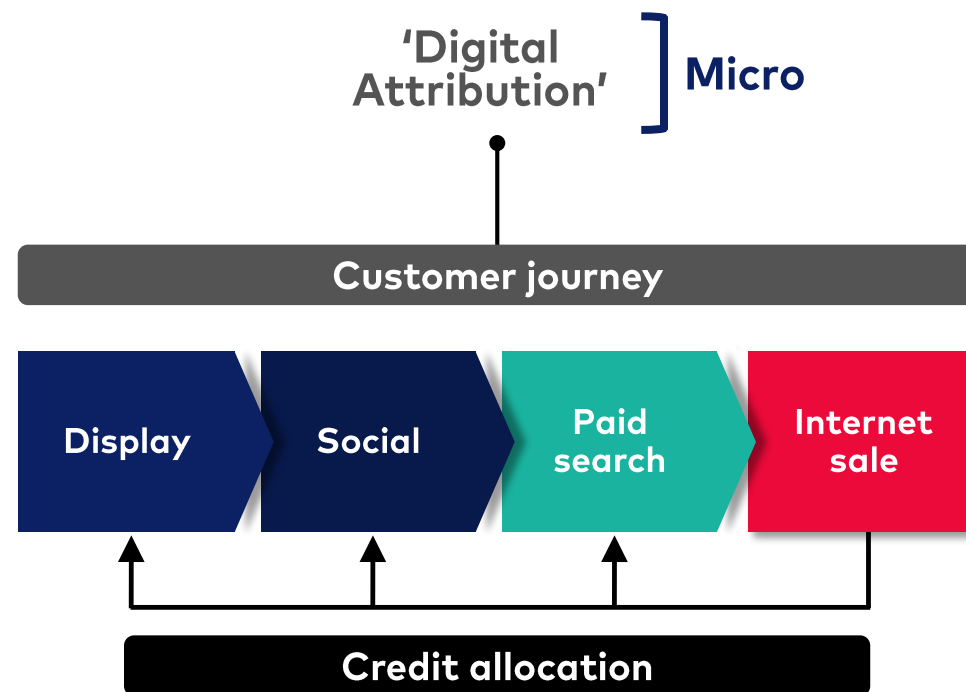 ‘Digital
Attribution’
Micro
Customer journey
Display
Social
Paid
search
Internet
sale
Credit allocation